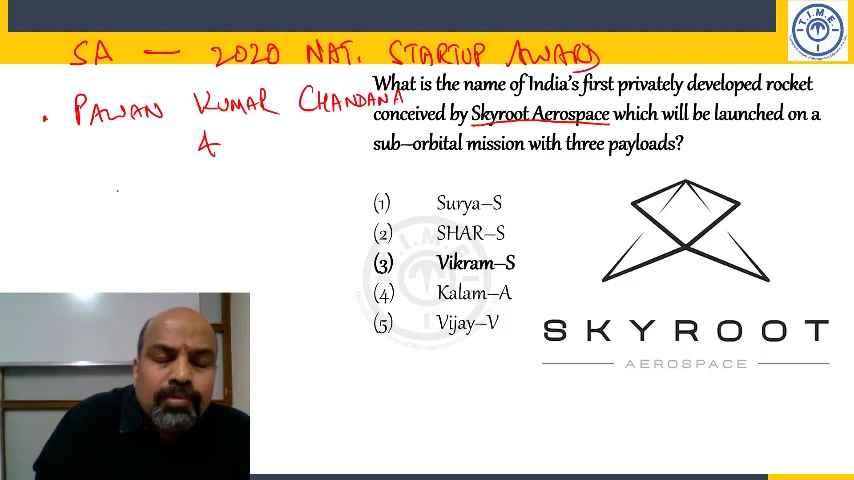 T.I.M.E.
SA — 2020 NAT. STARTUP AWARD
• PAWAN KUMAR CHANDANA
&
What is the name of India's first privately developed rocket
conceived by Skyroot Aerospace which will be launched on a
sub–orbital mission with three payloads?
(1) Surya–S
(2) SHAR–S
(3) Vikram–S
(4) Kalam–A
(5) Vijay–V
SKYROOT
AEROSPACE